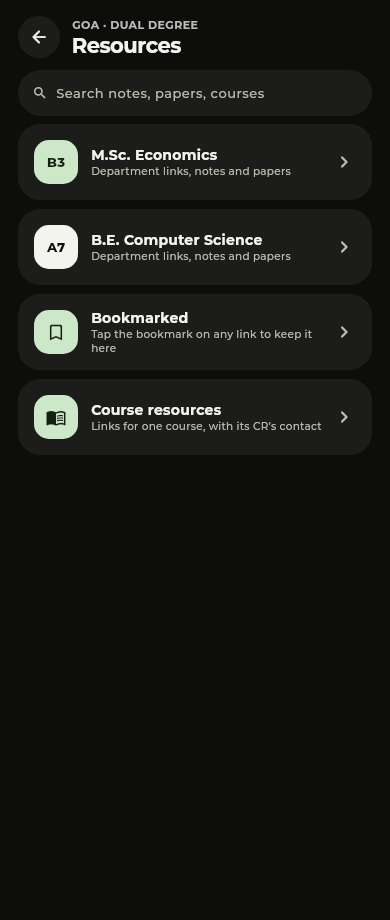 GOA · DUAL DEGREE
Resources
Search notes, papers, courses
B3
M.Sc. Economics
Department links, notes and papers
A7
B.E. Computer Science
Department links, notes and papers
Bookmarked
Tap the bookmark on any link to keep it
here
Course resources
Links for one course, with its CR's contact